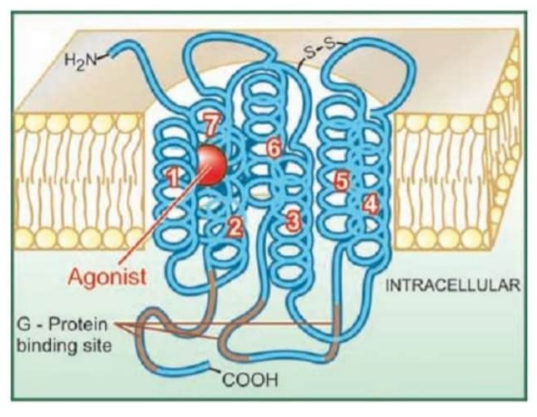 H₂N
S-S
7
6
1
5
4
2
3
Agonist
INTRACELLULAR
G - Protein
binding site
COOH